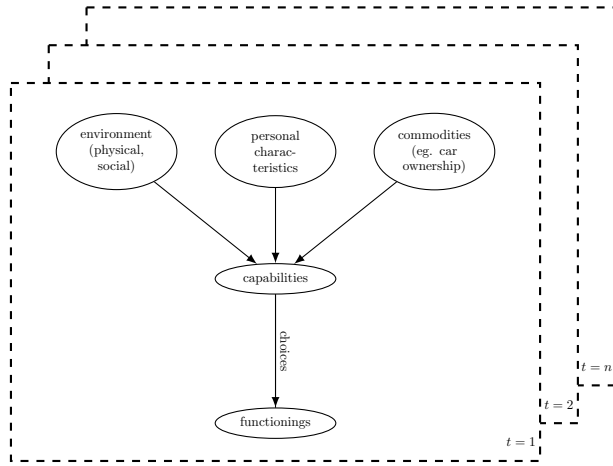 environment
(physical,
social)
personal
charac-
teristics
commodities
(eg. car
ownership)
capabilities
choices
functionings
t = n
t = 2
t = 1